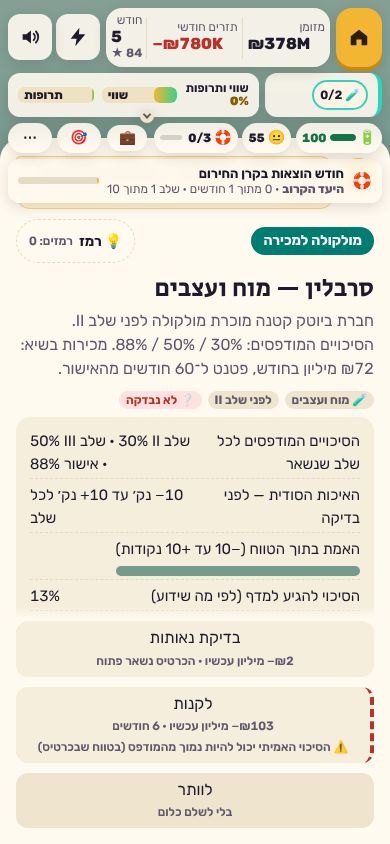 מזומן
₪378M
תזרים חודשי
−₪780K
חודש
5
★ 84
🧪 0/2
שווי ותרופות
0%
שווי
תרופות
🔋 100
😐 55
🛟 0/3
💼
🎯
⋯
🛟 חודש הוצאות בקרן החירום
היעד הקרוב · 0 מתוך 1 חודשים · שלב 1 מתוך 10
מולקולה למכירה
💡 רמז רמזים: 0
סרבלין — מוח ועצבים
חברת ביוטק קטנה מוכרת מולקולה לפני שלב II.
הסיכויים המודפסים: 30% / 50% / 88%. מכירות בשיא:
₪72 מיליון בחודש, פטנט ל־60 חודשים מהאישור.
🧪 מוח ועצבים
לפני שלב II
❔ לא נבדקה
הסיכויים המודפסים לכל שלב שנשאר
שלב II 30% · שלב III 50% · אישור 88%
האיכות הסודית — לפני בדיקה
−10 נק׳ עד +10 נק׳ לכל שלב
האמת בתוך הטווח (−10 עד +10 נקודות)
הסיכוי להגיע למדף (לפי מה שידוע)
13%
בדיקת נאותות
−₪2 מיליון עכשיו · הכרטיס נשאר פתוח
לקנות
−₪103 מיליון עכשיו · 6 חודשים
⚠️ הסיכוי האמיתי יכול להיות נמוך מהמודפס (בטווח שבכרטיס)
לוותר
בלי לשלם כלום